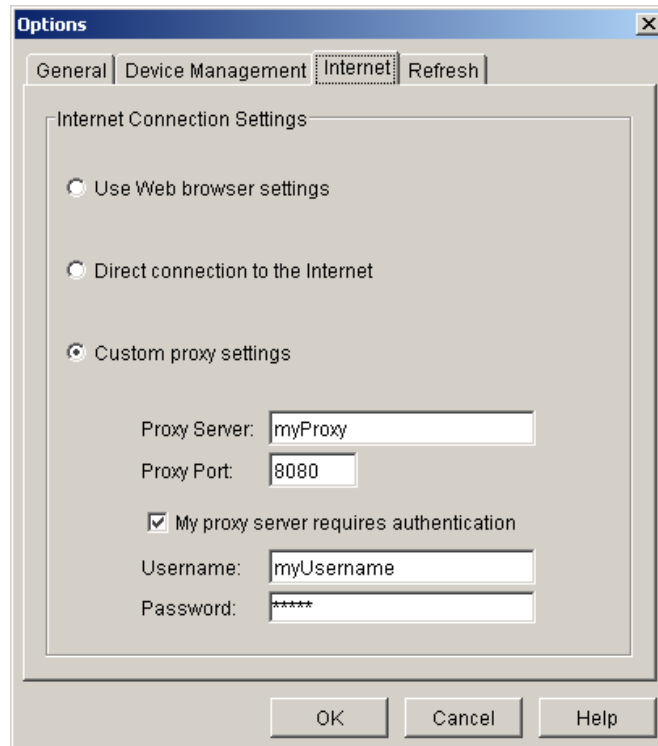 Options
General Device Management Internet Refresh
Internet Connection Settings
Use Web browser settings
Direct connection to the Internet
Custom proxy settings
Proxy Server: myProxy
Proxy Port: 8080
My proxy server requires authentication
Username: myUsername
Password: *****
OK Cancel Help